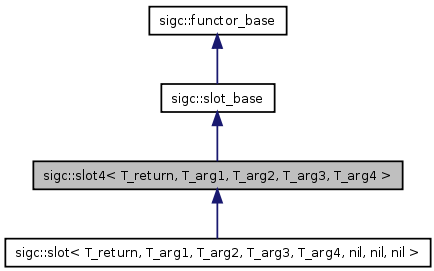 sigc::functor_base
sigc::slot_base
sigc::slot4< T_return, T_arg1, T_arg2, T_arg3, T_arg4 >
sigc::slot< T_return, T_arg1, T_arg2, T_arg3, T_arg4, nil, nil, nil >